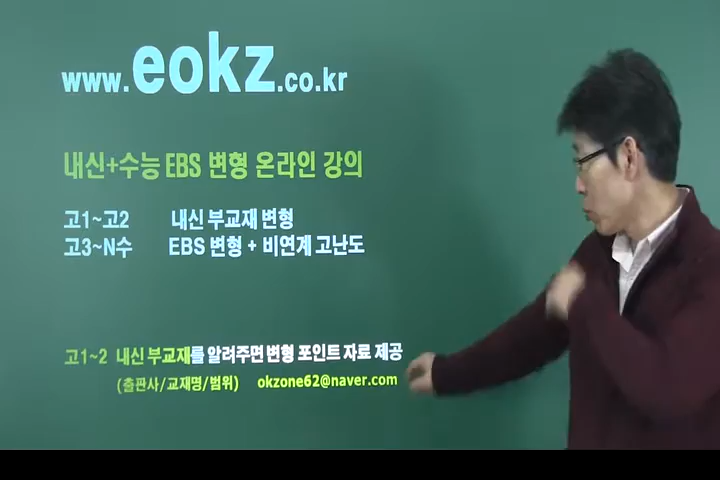 www.eokz.co.kr
내신+수능 EBS 변형 온라인 강의
고1~고2 내신 부교재 변형
고3~N수 EBS 변형 + 비연계 고난도
고1~2 내신 부교재를 알려주면 변형 포인트 자료 제공
(출판사/교재명/범위) okzone62@naver.com